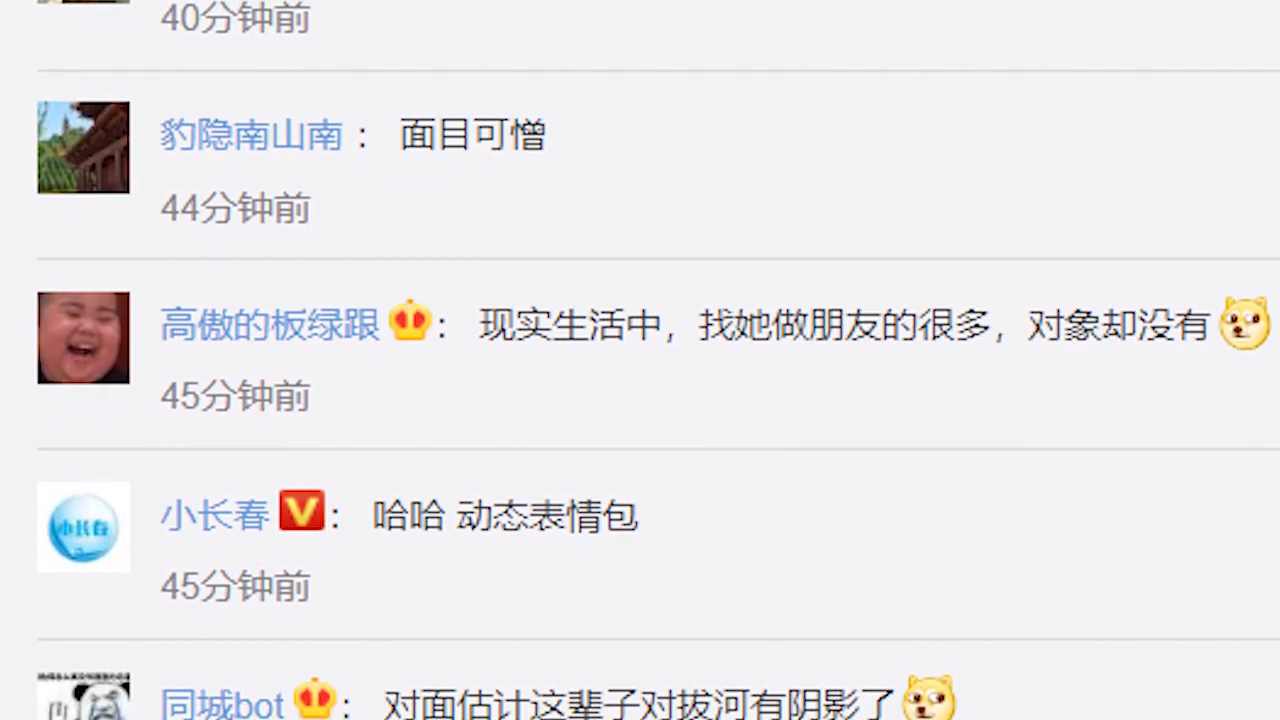 40分钟前
豹隐南山南： 面目可憎
44分钟前
高傲的板绿跟： 现实生活中，找她做朋友的很多，对象却没有
45分钟前
小长春： 哈哈 动态表情包
小长春
45分钟前
同城bot： 对面估计这辈子对拔河有阴影了